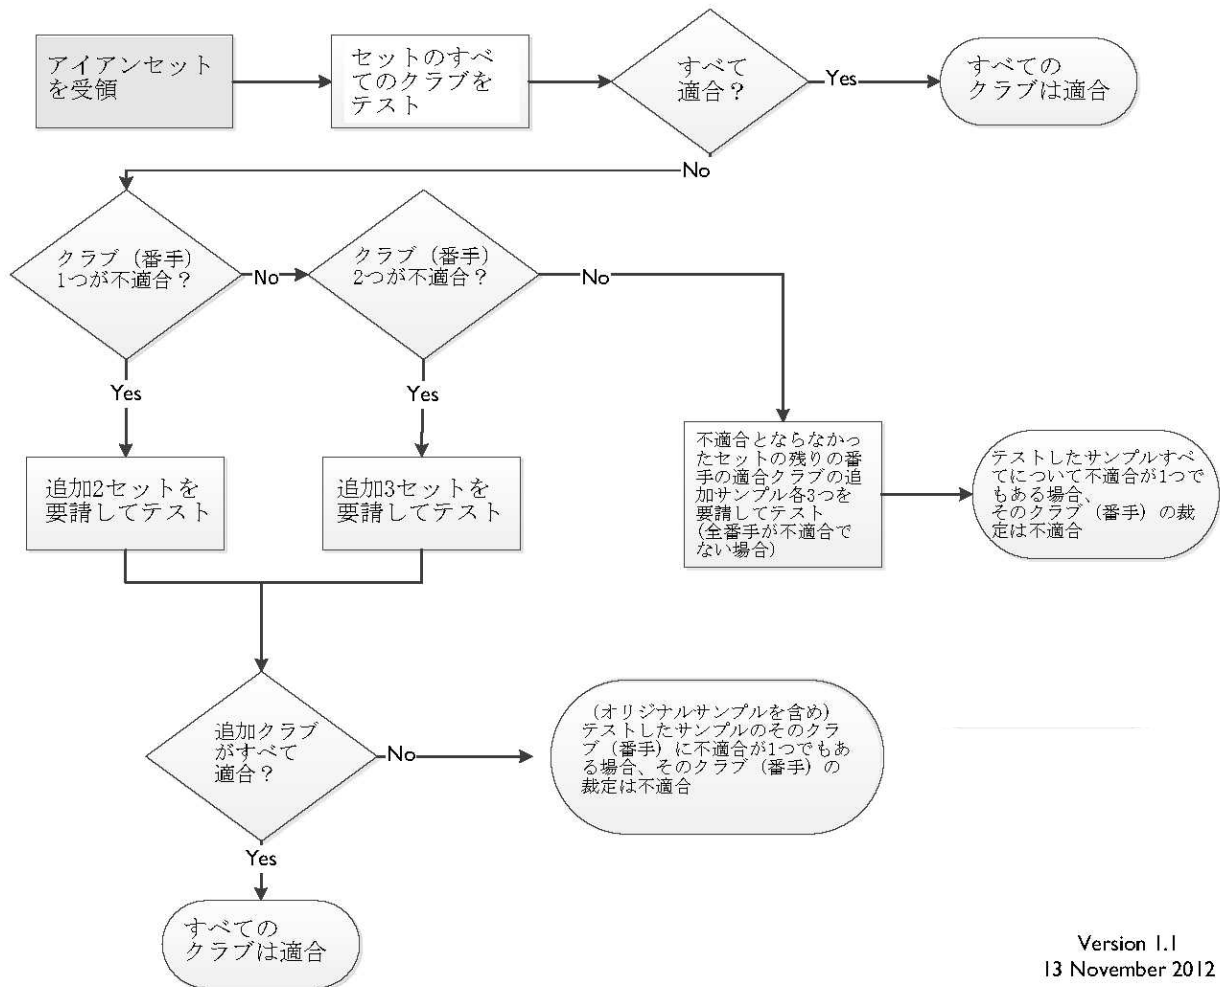 アイアンセット
を受領
セットのすべ
てのクラブを
テスト
すべて
適合？
Yes
すべての
クラブは適合
No
クラブ（番手）
1つが不適合？
No
クラブ（番手）
2つが不適合？
No
Yes
Yes
追加2セットを
要請してテスト
追加3セットを
要請してテスト
不適合とならなかっ
たセットの残りの番
手の適合クラブの追
加サンプル各3つを
要請してテスト
(全番手が不適合で
ない場合)
テストしたサンプルすべ
てについて不適合が1つで
もある場合、
そのクラブ（番手）の裁
定は不適合
追加クラブ
がすべて
適合？
No
（オリジナルサンプルを含め）
テストしたサンプルのそのクラ
ブ（番手）に不適合が1つでもあ
る場合、そのクラブ（番手）の
裁定は不適合
Yes
すべての
クラブは適合
Version 1.1
13 November 2012